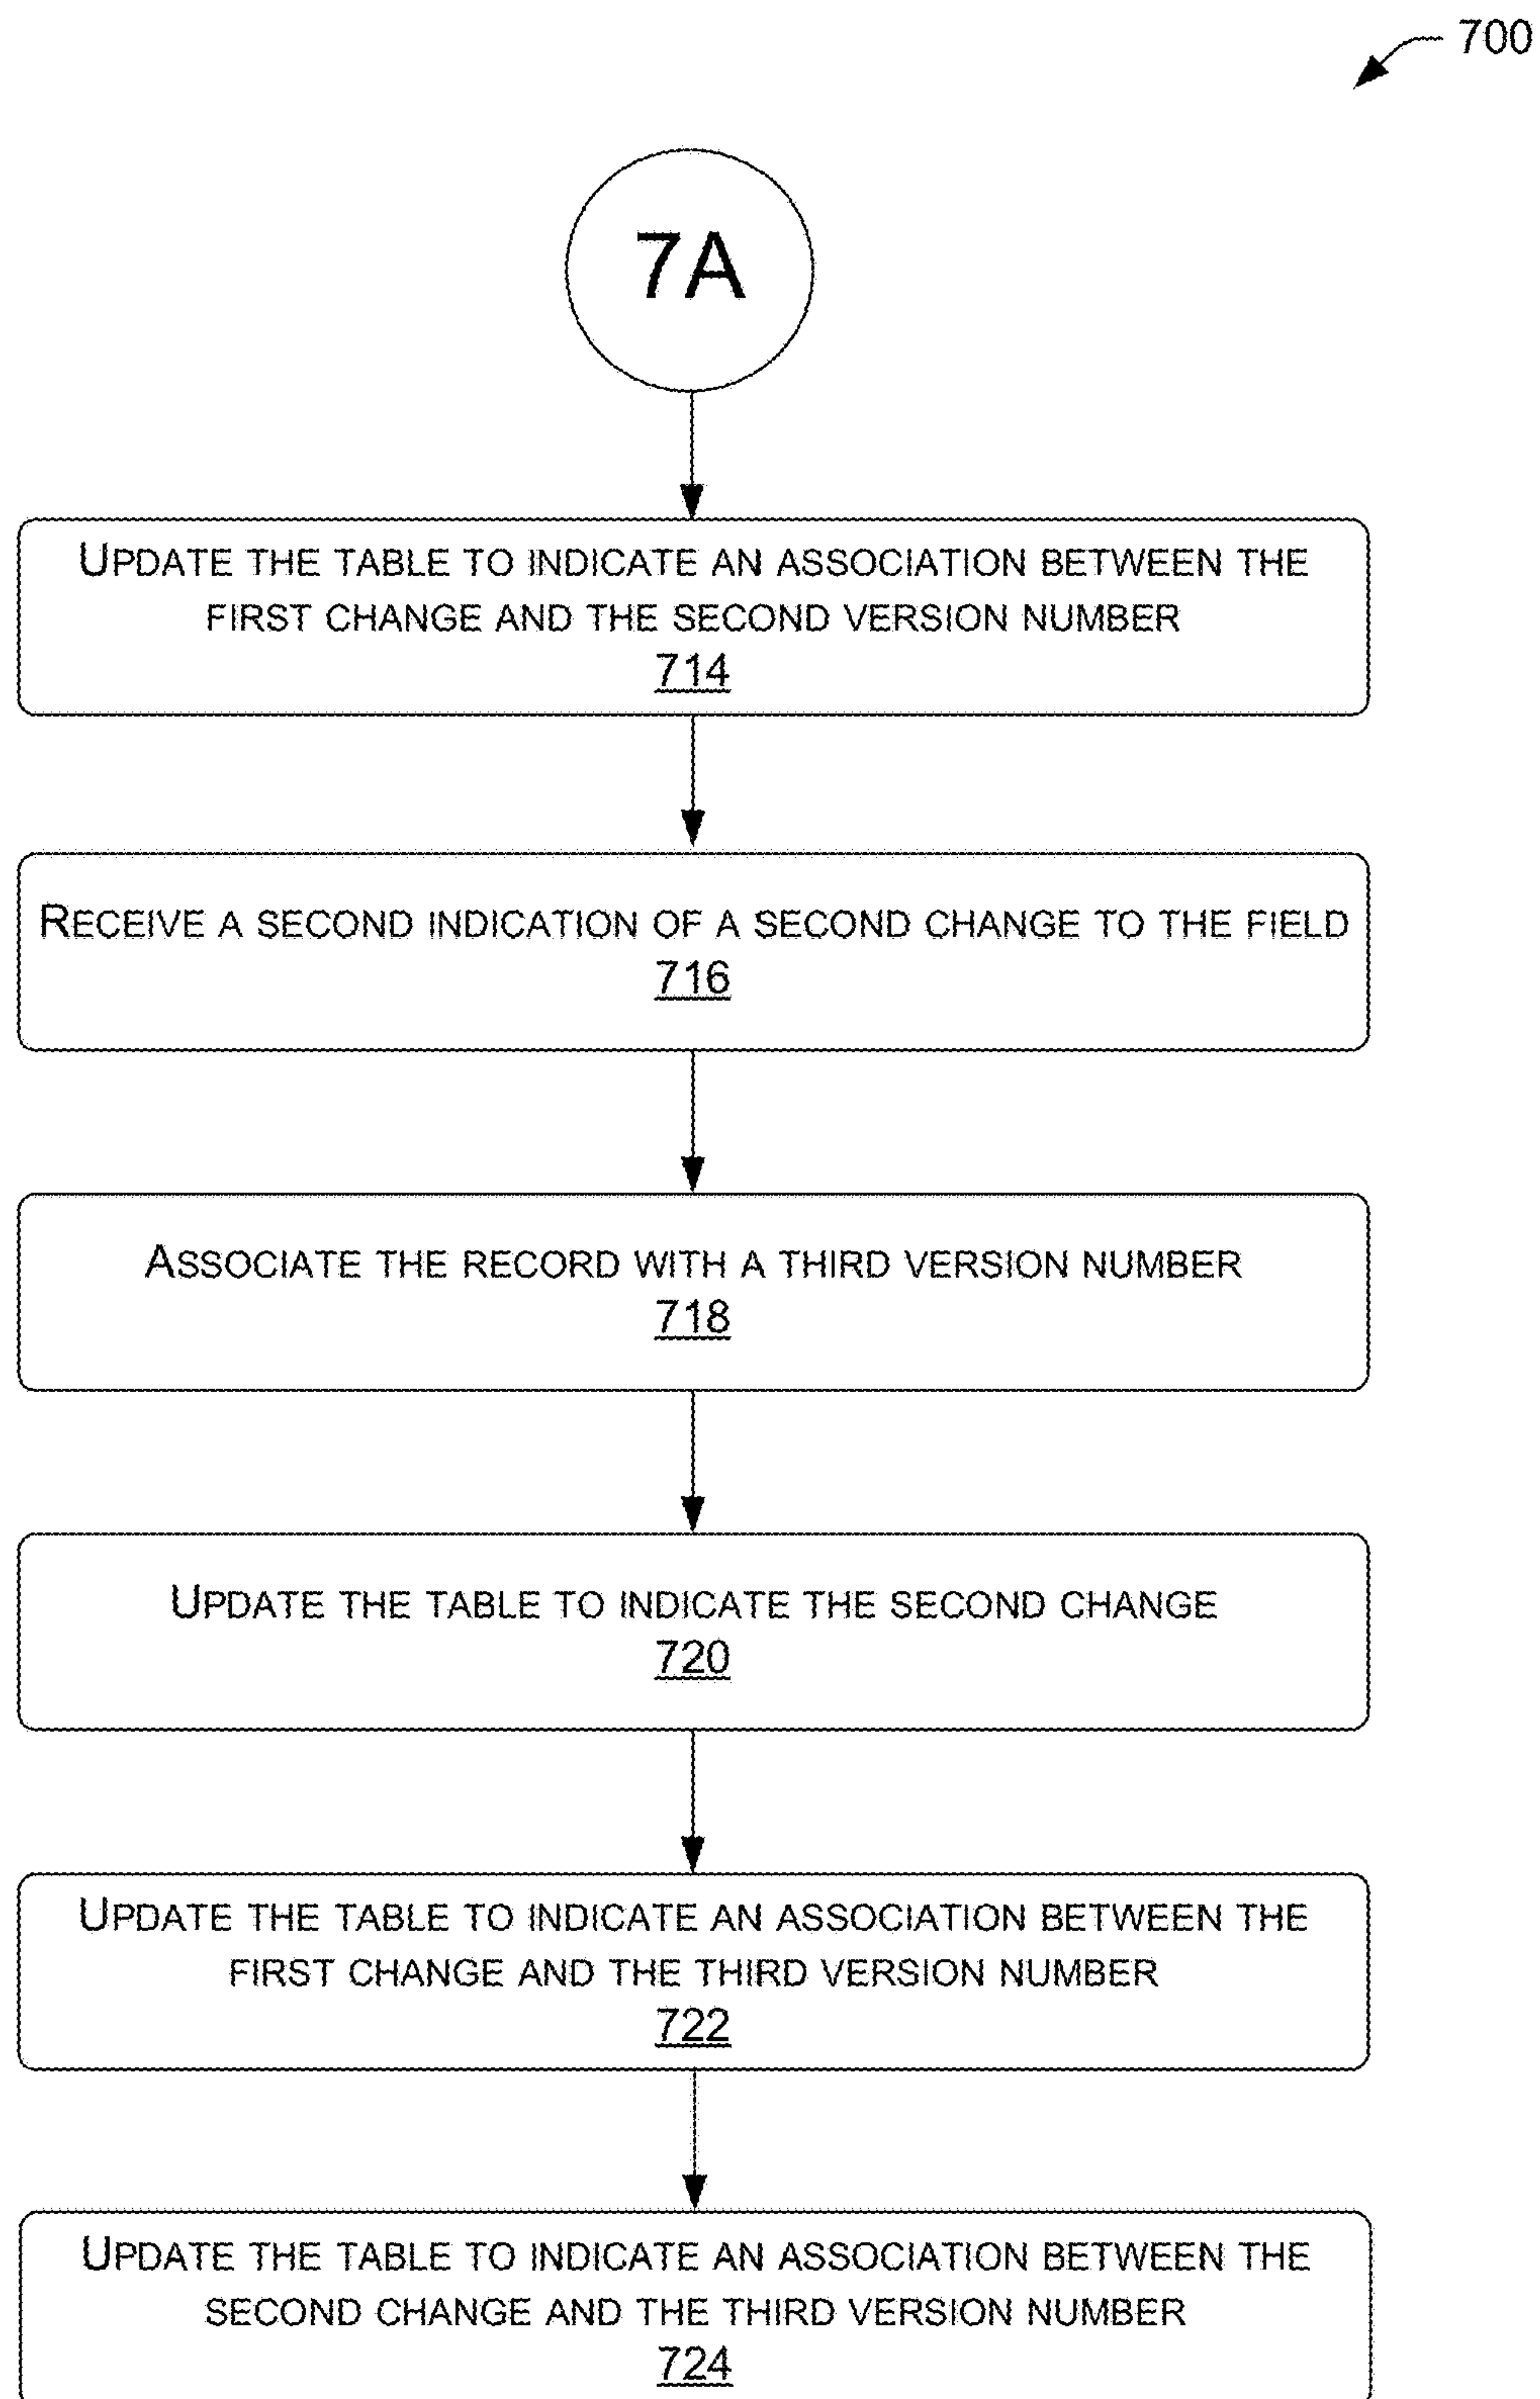 700
7A
UPDATE THE TABLE TO INDICATE AN ASSOCIATION BETWEEN THE
FIRST CHANGE AND THE SECOND VERSION NUMBER
714
RECEIVE A SECOND INDICATION OF A SECOND CHANGE TO THE FIELD
716
ASSOCIATE THE RECORD WITH A THIRD VERSION NUMBER
718
UPDATE THE TABLE TO INDICATE THE SECOND CHANGE
720
UPDATE THE TABLE TO INDICATE AN ASSOCIATION BETWEEN THE
FIRST CHANGE AND THE THIRD VERSION NUMBER
722
UPDATE THE TABLE TO INDICATE AN ASSOCIATION BETWEEN THE
SECOND CHANGE AND THE THIRD VERSION NUMBER
724